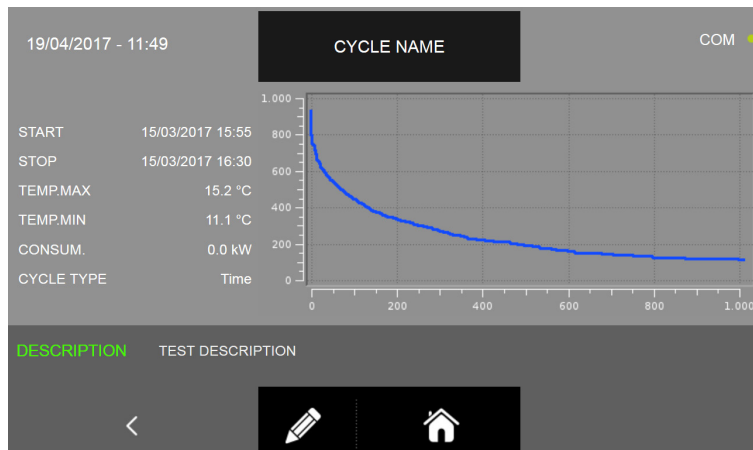 19/04/2017 - 11:49
CYCLE NAME
COM
START 15/03/2017 15:55
STOP 15/03/2017 16:30
TEMP.MAX 15.2 °C
TEMP.MIN 11.1 °C
CONSUM. 0.0 kW
CYCLE TYPE Time
1.000
800
600
400
200
0
0 200 400 600 800 1.000
DESCRIPTION TEST DESCRIPTION